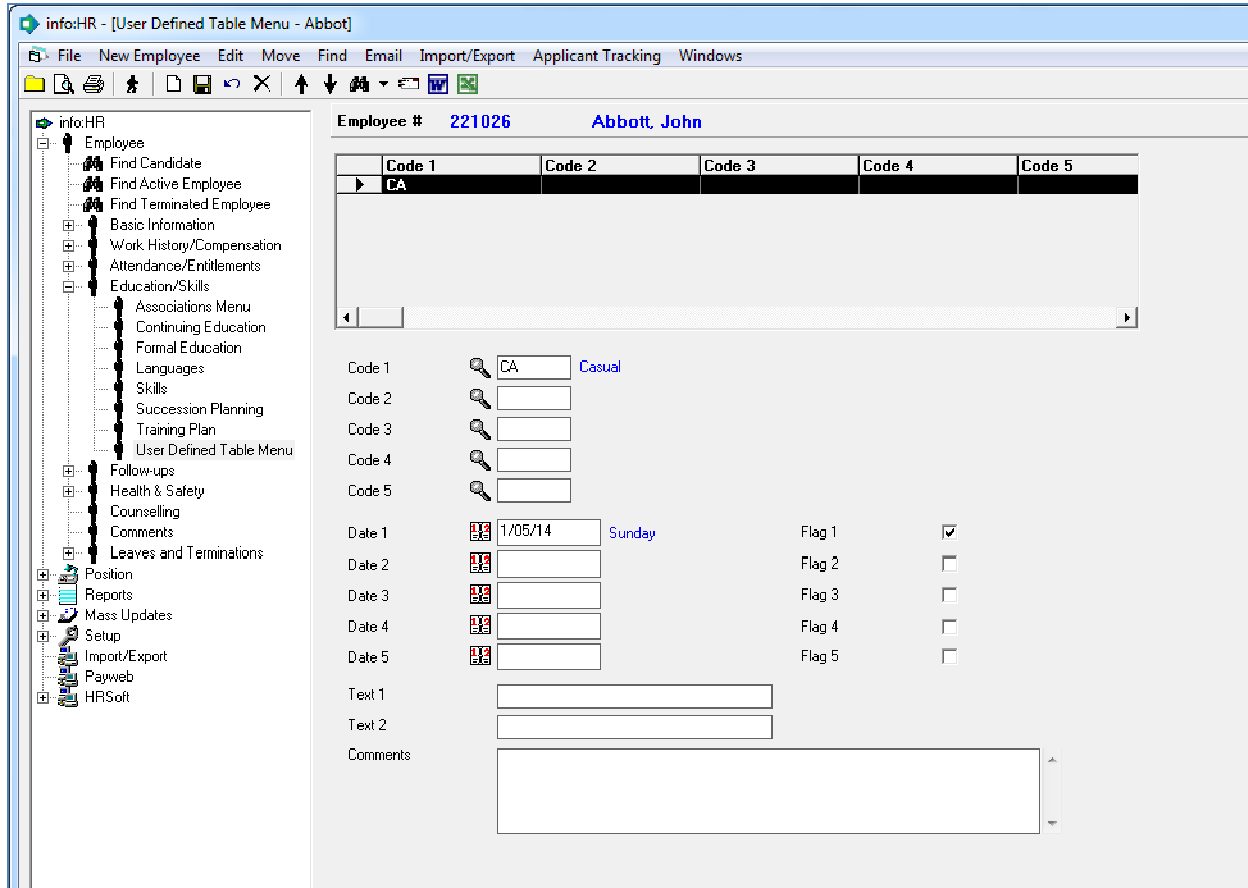 info:HR - [User Defined Table Menu - Abbot]
File New Employee Edit Move Find Email Import/Export Applicant Tracking Windows
info:HR
Employee
Find Candidate
Find Active Employee
Find Terminated Employee
Basic Information
Work History/Compensation
Attendance/Entitlements
Education/Skills
Associations Menu
Continuing Education
Formal Education
Languages
Skills
Succession Planning
Training Plan
User Defined Table Menu
Follow-ups
Health & Safety
Counselling
Comments
Leaves and Terminations
Position
Reports
Mass Updates
Setup
Import/Export
Payweb
HRSoft
Employee # 221026 Abbott, John
Code 1 Code 2 Code 3 Code 4 Code 5
CA
Code 1 CA Casual
Code 2
Code 3
Code 4
Code 5
Date 1 1/05/14 Sunday Flag 1
Date 2 Flag 2
Date 3 Flag 3
Date 4 Flag 4
Date 5 Flag 5
Text 1
Text 2
Comments